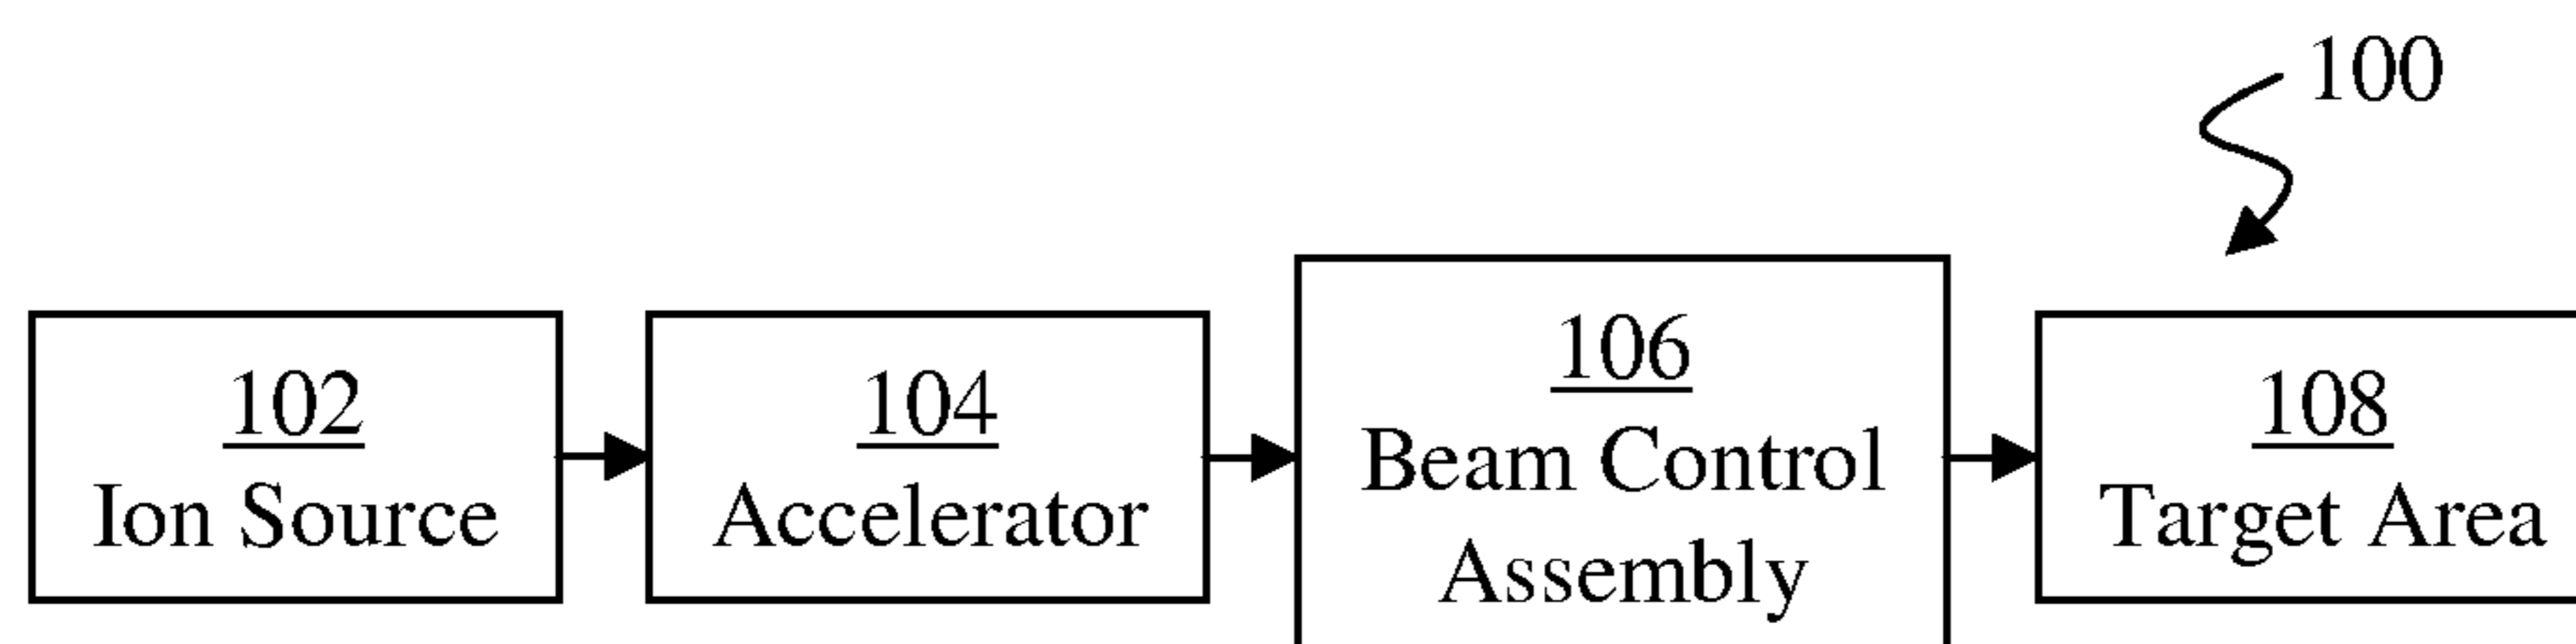 100
102
Ion Source
104
Accelerator
106
Beam Control
Assembly
108
Target Area